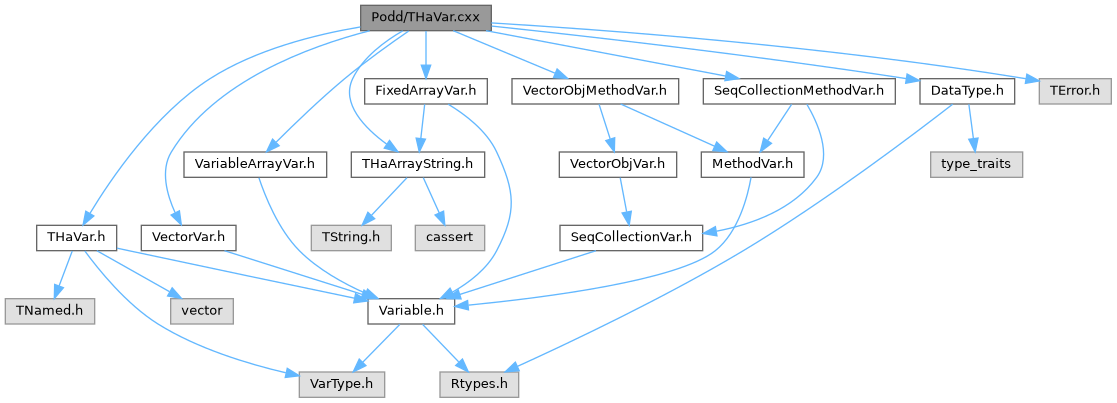 Podd/THaVar.cxx
FixedArrayVar.h
VectorObjMethodVar.h
SeqCollectionMethodVar.h
DataType.h
TError.h
VariableArrayVar.h
THaArrayString.h
VectorObjVar.h
MethodVar.h
type_traits
THaVar.h
VectorVar.h
TString.h
cassert
SeqCollectionVar.h
TNamed.h
vector
Variable.h
VarType.h
Rtypes.h